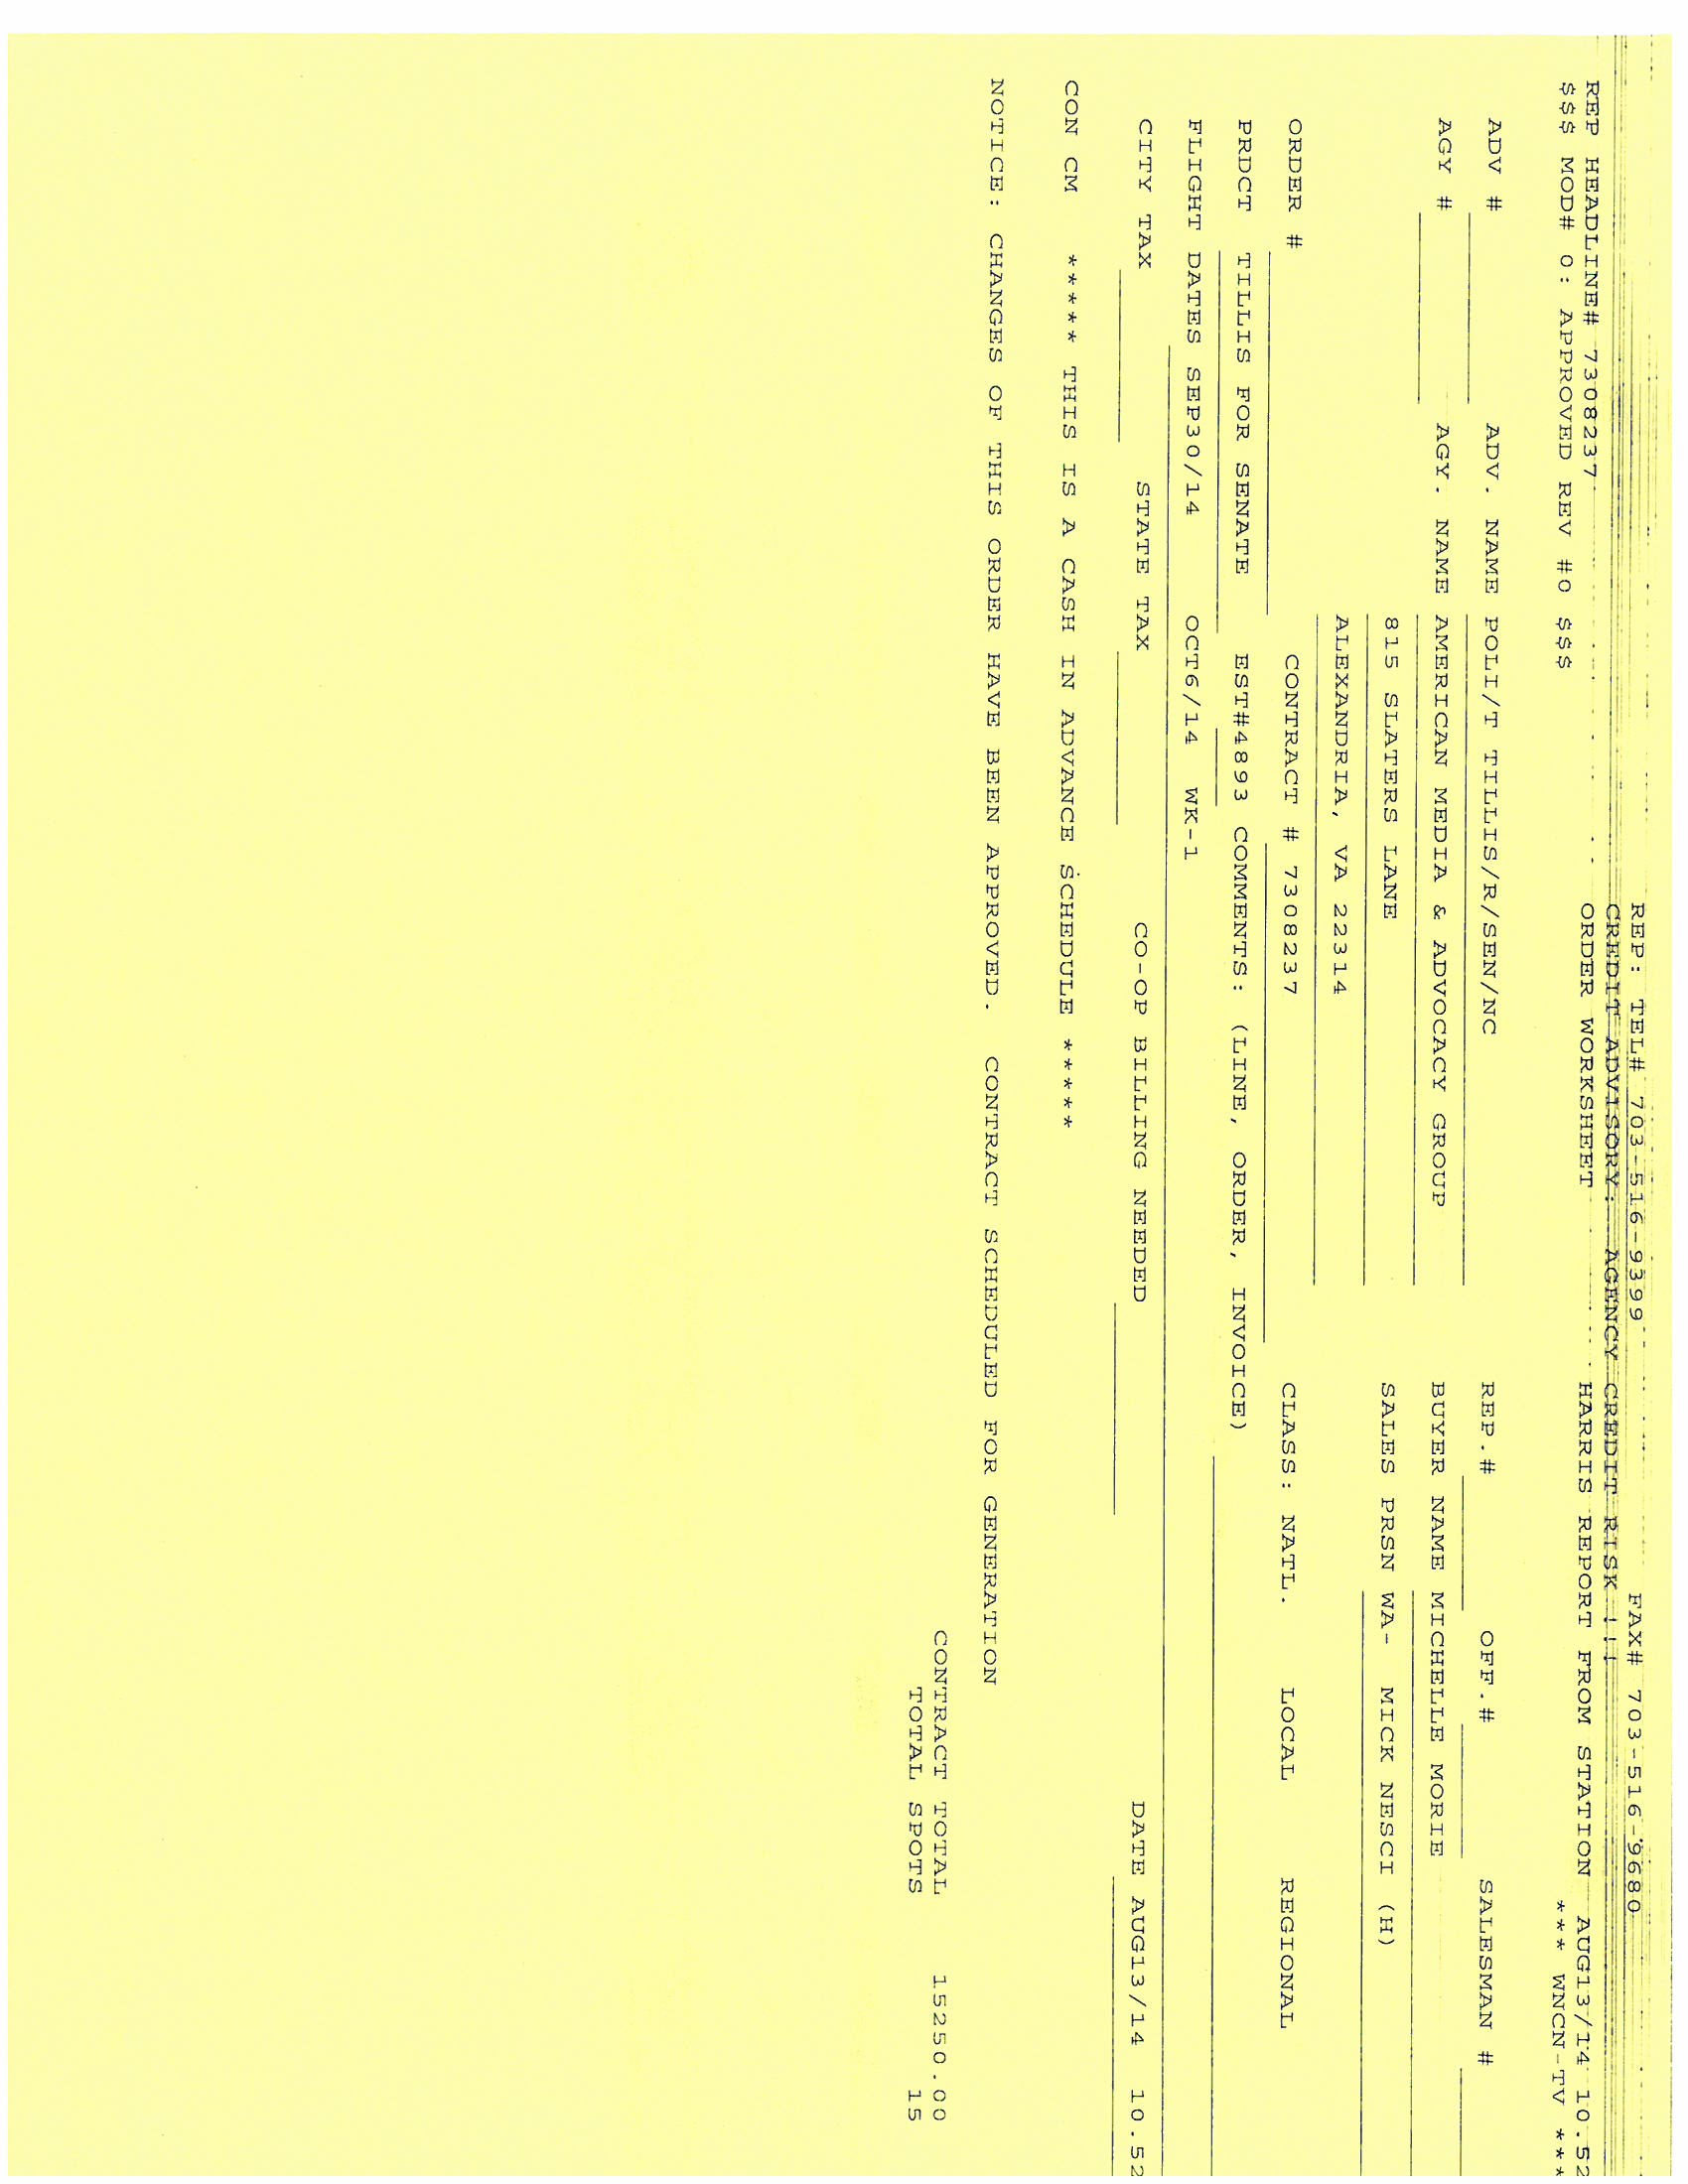 REP: TEL# 703-516-9399 FAX# 703-516-9680
CREDIT ADVISORY: AGENCY CREDIT RISK !!!
REP HEADLINE# 7308237 ORDER WORKSHEET HARRIS REPORT FROM STATION AUG13/14 10.52
$$$ MOD# 0: APPROVED REV #0 $$$ *** WNCN-TV ***
ADV # ADV. NAME POLI/T TILLIS/R/SEN/NC REP.# OFF.# SALESMAN #
AGY # AGY. NAME AMERICAN MEDIA & ADVOCACY GROUP BUYER NAME MICHELLE MORIE
815 SLATERS LANE SALES PRSN WA- MICK NESCI (H)
ALEXANDRIA, VA 22314
ORDER # CONTRACT # 7308237 CLASS: NATL. LOCAL REGIONAL
PRDCT TILLIS FOR SENATE EST#4893 COMMENTS: (LINE, ORDER, INVOICE)
FLIGHT DATES SEP30/14 OCT6/14 WK-1
CITY TAX STATE TAX CO-OP BILLING NEEDED DATE AUG13/14 10.52
CON CM ***** THIS IS A CASH IN ADVANCE SCHEDULE *****
NOTICE: CHANGES OF THIS ORDER HAVE BEEN APPROVED. CONTRACT SCHEDULED FOR GENERATION
CONTRACT TOTAL 15250.00
TOTAL SPOTS 15